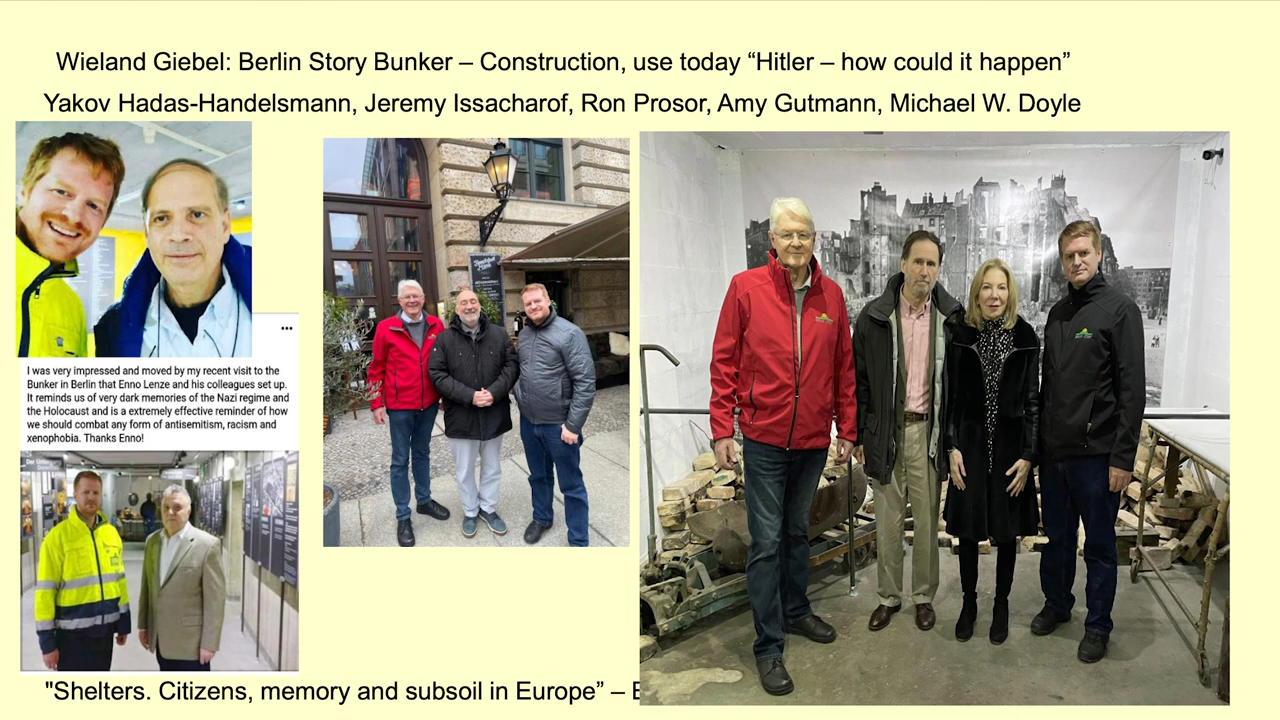 Wieland Giebel: Berlin Story Bunker – Construction, use today “Hitler – how could it happen”
Yakov Hadas-Handelsmann, Jeremy Issacharof, Ron Prosor, Amy Gutmann, Michael W. Doyle
I was very impressed and moved by my recent visit to the
Bunker in Berlin that Enno Lenze and his colleagues set up.
It reminds us of very dark memories of the Nazi regime and
the Holocaust and is a extremely effective reminder of how
we should combat any form of antisemitism, racism and
xenophobia. Thanks Enno!
"Shelters. Citizens, memory and subsoil in Europe” –